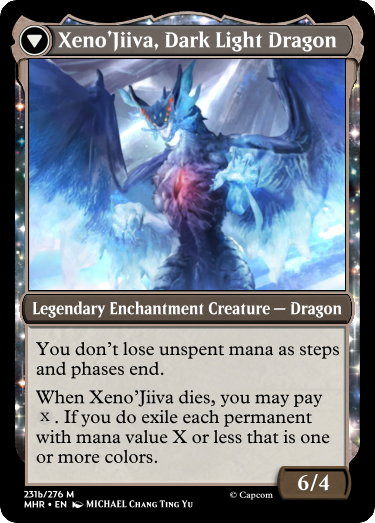 Xeno'Jiiva, Dark Light Dragon
Legendary Enchantment Creature — Dragon
You don't lose unspent mana as steps
and phases end.
When Xeno'Jiiva dies, you may pay
X. If you do exile each permanent
with mana value X or less that is one
or more colors.
6/4
231b/276 M
MHR • EN MICHAEL CHANG TING YU
© Capcom